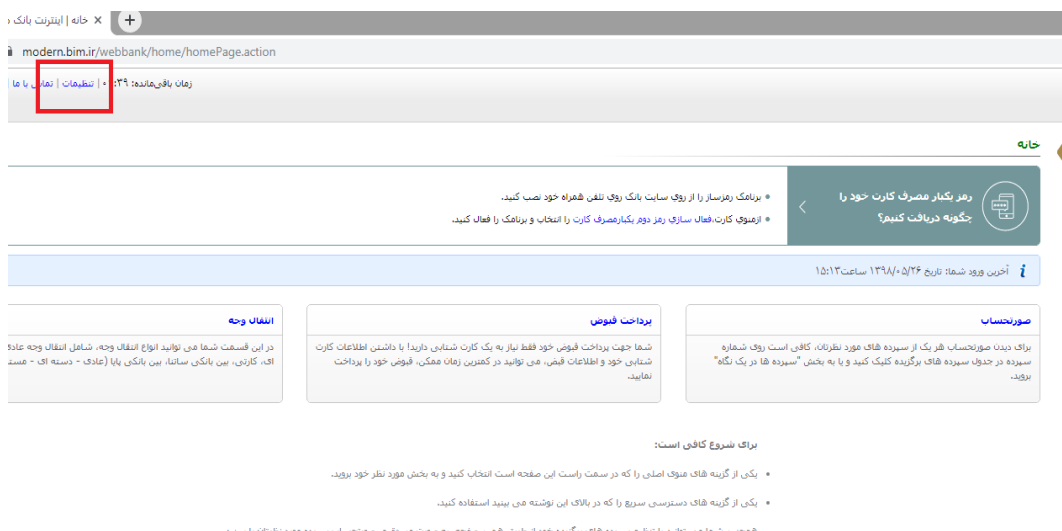 خانه | اینترنت بانک
modern.bim.ir/webbank/home/homePage.action
زمان باقی‌مانده: | تنظیمات | تماس با ما |
خانه
رمز یکبار مصرف کارت خود را
چگونه دریافت کنیم؟
برنامک رمزساز را از روی سایت بانک روی تلفن همراه خود نصب کنید.
ازمنوی کارت،فعال سازی رمز دوم یکبارمصرف کارت را انتخاب و برنامک را فعال کنید.
آخرین ورود شما: تاریخ ۱۳۹۸/۰۵/۲۶ ساعت۱۵:۱۳
صورتحساب
برای دیدن صورتحساب هر یک از سپرده های مورد نظرتان، کافی است روی شماره
سپرده در جدول سپرده های برگزیده کلیک کنید و یا به بخش "سپرده ها در یک نگاه"
بروید.
پرداخت قبوض
شما جهت پرداخت قبوض خود فقط نیاز به یک کارت شتابی دارید! با داشتن اطلاعات کارت
شتابی خود و اطلاعات قبض، می توانید در کمترین زمان ممکن، قبوض خود را پرداخت
نمایید.
انتقال وجه
در این قسمت شما می توانید انواع انتقال وجه، شامل انتقال وجه عادی
ای، کارتی، بین بانکی ساتنا، بین بانکی پایا (عادی - دسته ای -
برای شروع کافی است:
یکی از گزینه های منوی اصلی را که در سمت راست این صفحه است انتخاب کنید و به بخش مورد نظر خود بروید.
یکی از گزینه های دسترسی سریع را که در بالای این نوشته می بینید استفاده کنید.